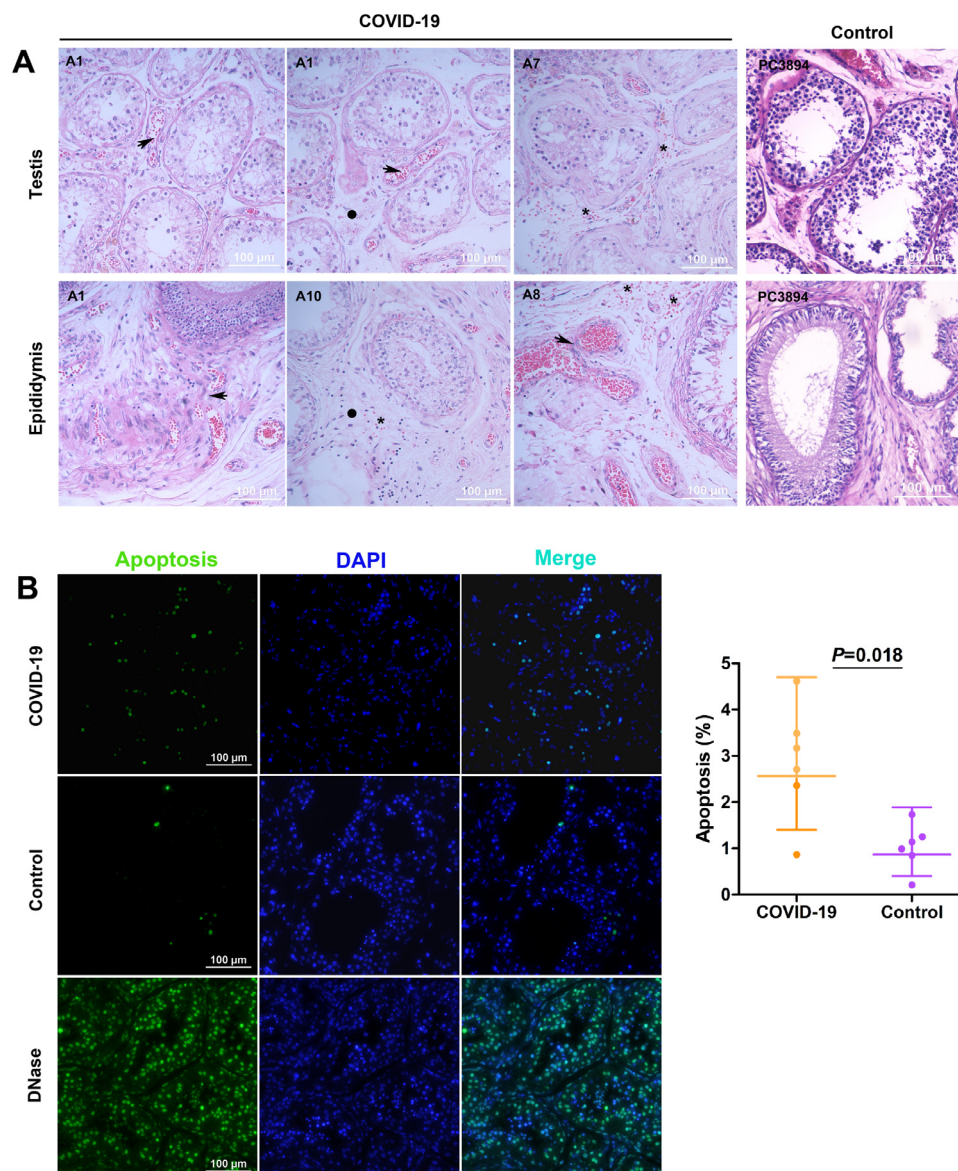 COVID-19
Control
A
Testis
A1
100 µm
A1
100 µm
A7
100 µm
PC3894
100 µm
Epididymis
A1
100 µm
A10
100 µm
A8
100 µm
PC3894
100 µm
B
Apoptosis
DAPI
Merge
COVID-19
100 µm
Control
100 µm
DNase
100 µm
P=0.018
Apoptosis (%)
5
4
3
2
1
0
COVID-19
Control